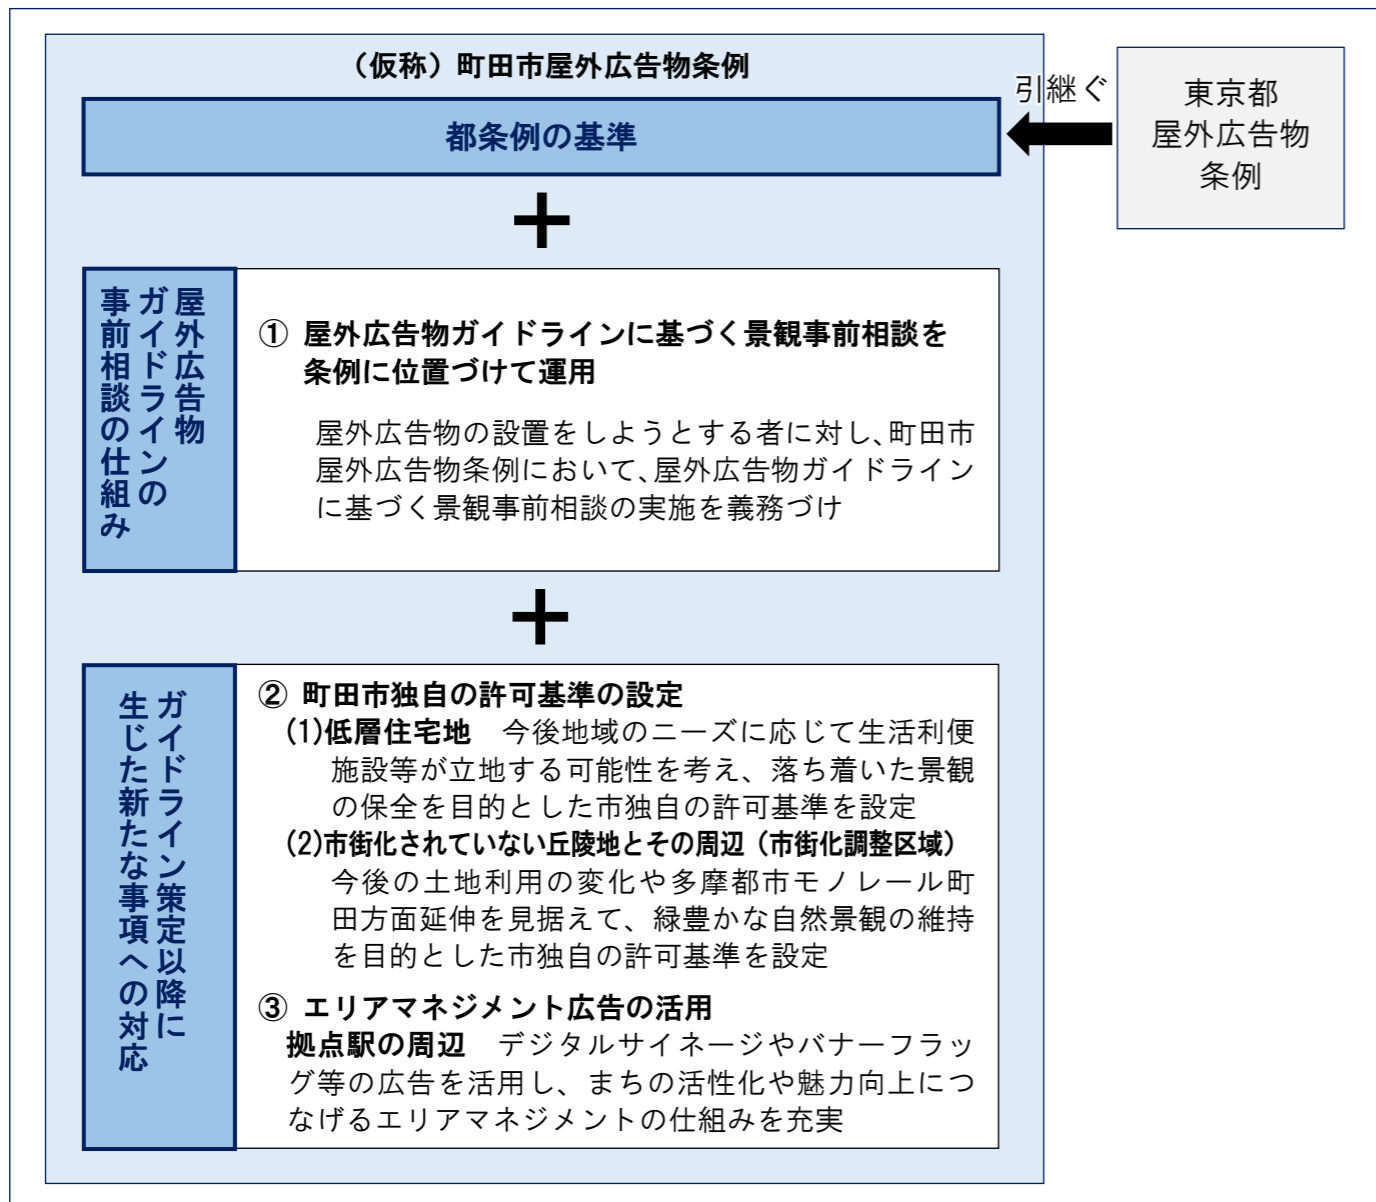 （仮称）町田市屋外広告物条例
都条例の基準
引継ぐ
東京都
屋外広告物
条例
＋
屋外広告物
ガイドラインの
事前相談の仕組み
① 屋外広告物ガイドラインに基づく景観事前相談を
条例に位置づけて運用
屋外広告物の設置をしようとする者に対し、町田市
屋外広告物条例において、屋外広告物ガイドライン
に基づく景観事前相談の実施を義務づけ
＋
ガイドライン策定以降に
生じた新たな事項への対応
② 町田市独自の許可基準の設定
(1)低層住宅地　今後地域のニーズに応じて生活利便
施設等が立地する可能性を考え、落ち着いた景観
の保全を目的とした市独自の許可基準を設定
(2)市街化されていない丘陵地とその周辺（市街化調整区域）
今後の土地利用の変化や多摩都市モノレール町
田方面延伸を見据えて、緑豊かな自然景観の維持
を目的とした市独自の許可基準を設定
③ エリアマネジメント広告の活用
拠点駅の周辺　デジタルサイネージやバナーフラッ
グ等の広告を活用し、まちの活性化や魅力向上につ
なげるエリアマネジメントの仕組みを充実